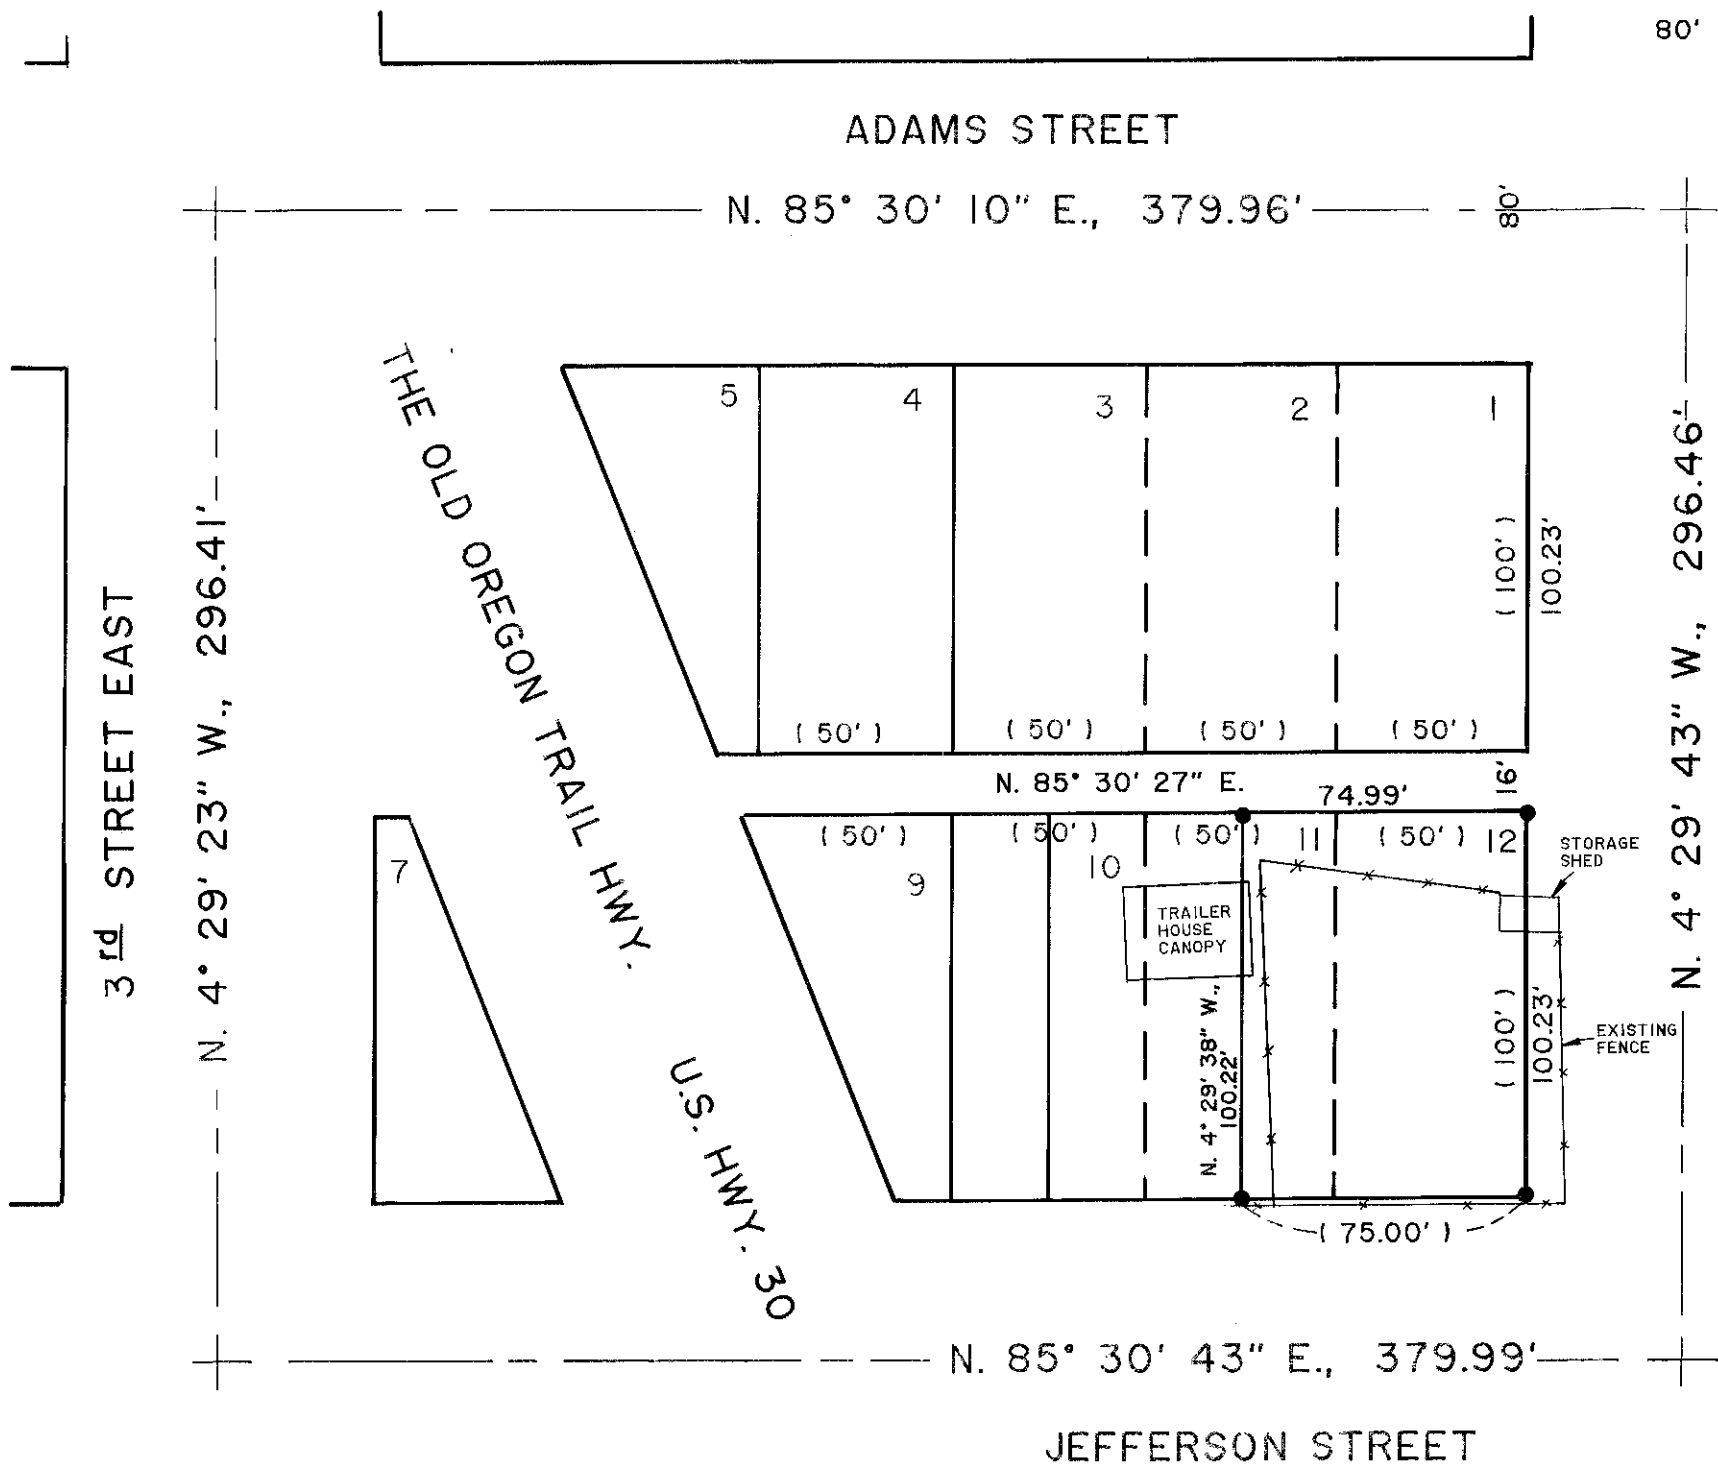 80'
ADAMS STREET
N. 85° 30' 10" E., 379.96'
80'
THE OLD OREGON TRAIL HWY.
U.S. HWY. 30
5
4
3
2
1
(100')
100.23'
(50')
(50')
(50')
(50')
N. 4° 29' 23" W., 296.41'
3rd STREET EAST
N. 4° 29' 43" W., 296.46'
N. 85° 30' 27" E.
74.99'
16'
(50')
(50')
(50')
11
(50')
12
7
9
10
STORAGE
SHED
TRAILER
HOUSE
CANOPY
N. 4° 29' 38" W.,
100.22'
(100')
100.23'
EXISTING
FENCE
(75.00')
N. 85° 30' 43" E., 379.99'
JEFFERSON STREET